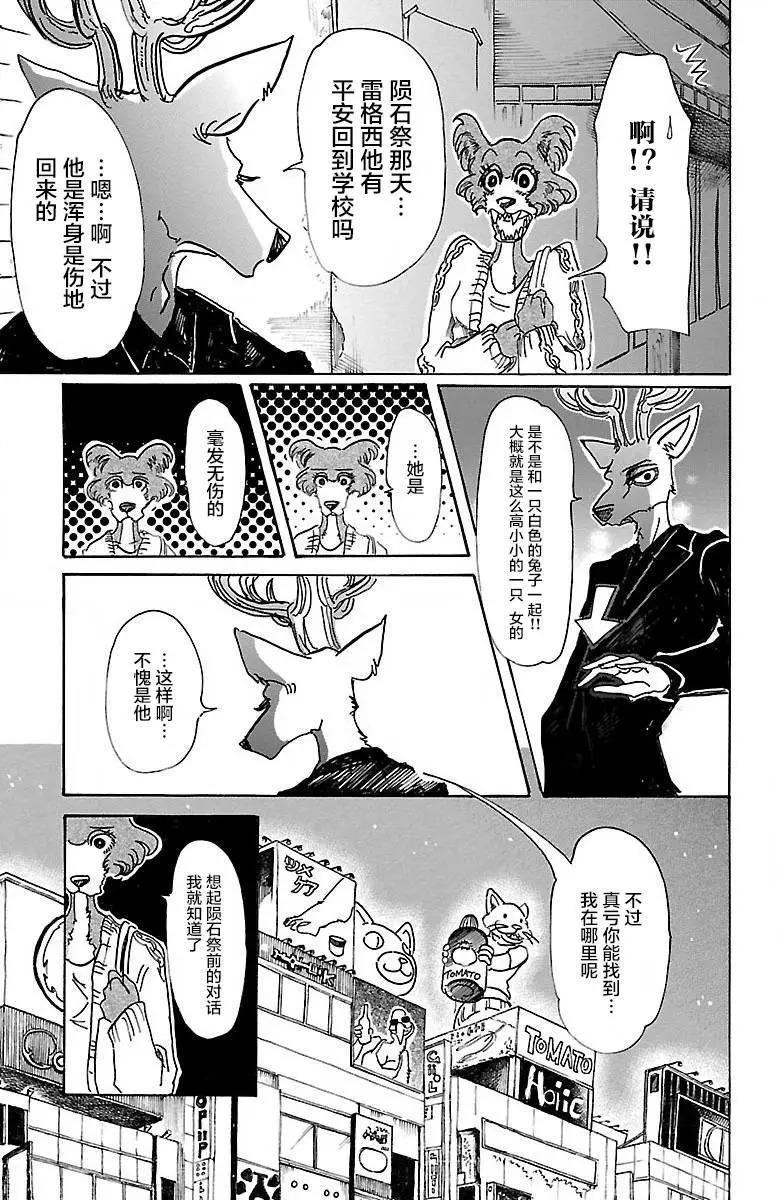 啊!? 请说!!
陨石祭那天…
雷格西他有
平安回到学校吗
…嗯…啊 不过
他是浑身是伤地
回来的
是不是和一只白色的兔子一起!!
大概就是这么高小小的一只 女的
…她是
毫发无伤的
…这样啊…
不愧是他
不过
真亏你能找到…
我在哪里呢
想起陨石祭前的对话
我就知道了
ツメ
ケア
TOMATO
TOMATO
Haiic